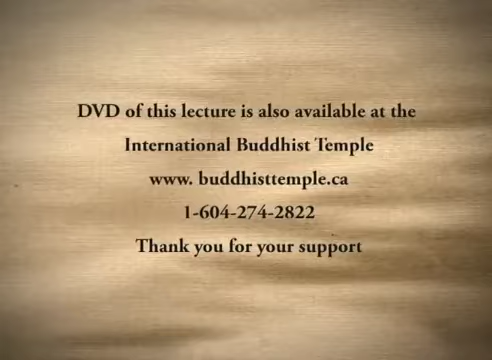 DVD of this lecture is also available at the
International Buddhist Temple
www. buddhisttemple.ca
1-604-274-2822
Thank you for your support